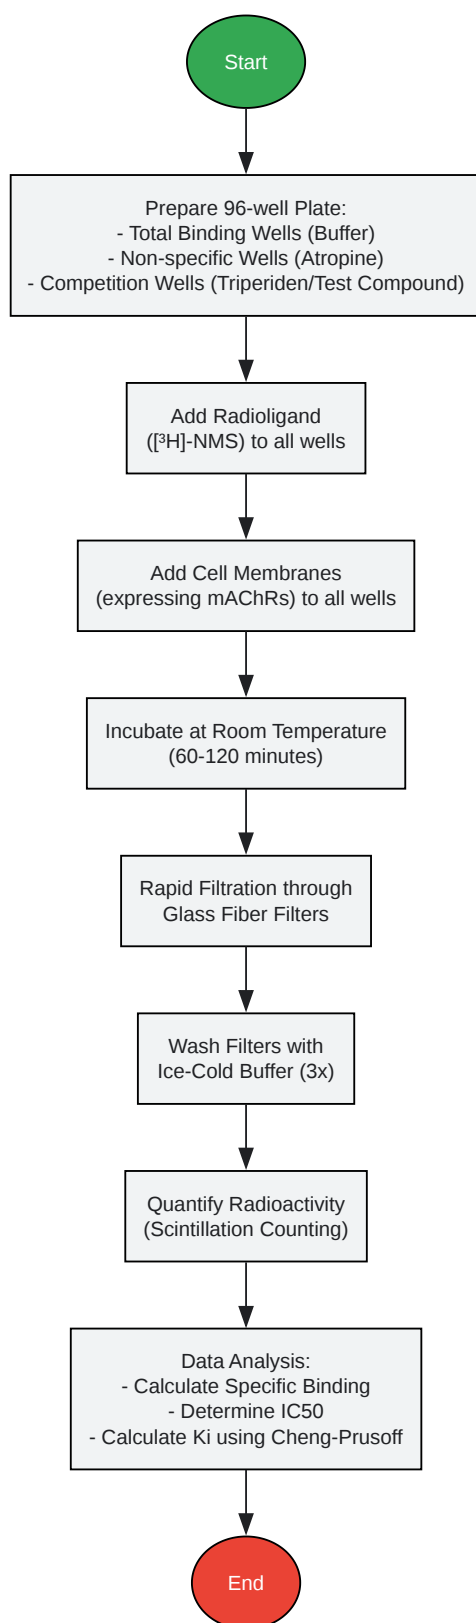 Start
Prepare 96-well Plate:
- Total Binding Wells (Buffer)
- Non-specific Wells (Atropine)
- Competition Wells (Triperiden/Test Compound)
Add Radioligand
([³H]-NMS) to all wells
Add Cell Membranes
(expressing mAChRs) to all wells
Incubate at Room Temperature
(60-120 minutes)
Rapid Filtration through
Glass Fiber Filters
Wash Filters with
Ice-Cold Buffer (3x)
Quantify Radioactivity
(Scintillation Counting)
Data Analysis:
- Calculate Specific Binding
- Determine IC50
- Calculate Ki using Cheng-Prusoff
End